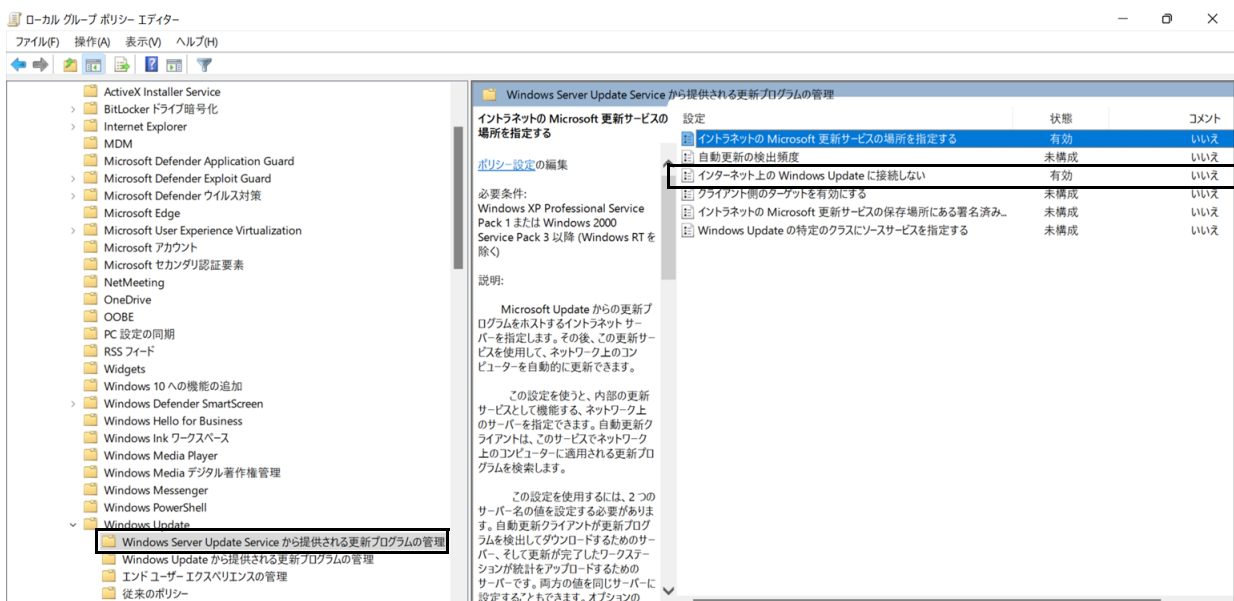 ローカル グループ ポリシー エディター
ファイル(F) 操作(A) 表示(V) ヘルプ(H)
ActiveX Installer Service
BitLocker ドライブ暗号化
Internet Explorer
MDM
Microsoft Defender Application Guard
Microsoft Defender Exploit Guard
Microsoft Defender ウイルス対策
Microsoft Edge
Microsoft User Experience Virtualization
Microsoft アカウント
Microsoft セカンダリ認証要素
NetMeeting
OneDrive
OOBE
PC 設定の同期
RSS フィード
Widgets
Windows 10 への機能の追加
Windows Defender SmartScreen
Windows Hello for Business
Windows Ink ワークスペース
Windows Media Player
Windows Media デジタル著作権管理
Windows Messenger
Windows PowerShell
Windows Update
Windows Server Update Service から提供される更新プログラムの管理
Windows Update から提供される更新プログラムの管理
エンド ユーザー エクスペリエンスの管理
従来のポリシー
Windows Server Update Service から提供される更新プログラムの管理
イントラネットの Microsoft 更新サービスの
場所を指定する
ポリシー設定の編集
必要条件:
Windows XP Professional Service
Pack 1 または Windows 2000
Service Pack 3 以降 (Windows RT を
除く)
説明:
Microsoft Update からの更新プ
ログラムをホストするイントラネット サー
バーを指定します。その後、この更新サー
ビスを使用して、ネットワーク上のコン
ピューターを自動的に更新できます。
この設定を使うと、内部の更新
サービスとして機能する、ネットワーク上
のサーバーを指定できます。自動更新ク
ライアントは、このサービスでネットワーク
上のコンピューターに適用される更新プロ
グラムを検索します。
この設定を使用するには、2 つの
サーバー名の値を設定する必要がありま
す。自動更新クライアントが更新プログ
ラムを検出してダウンロードするためのサー
バー、そして更新が完了したワークステー
ションが統計をアップロードするための
サーバーです。両方の値を同じサーバーに
設定することもできます。オプションの
設定 状態 コメント
イントラネットの Microsoft 更新サービスの場所を指定する 有効 いいえ
自動更新の検出頻度 未構成 いいえ
インターネット上の Windows Update に接続しない 有効 いいえ
クライアント側のターゲットを有効にする 未構成 いいえ
イントラネットの Microsoft 更新サービスの保存場所にある署名済み... 未構成 いいえ
Windows Update の特定のクラスにソースサービスを指定する 未構成 いいえ